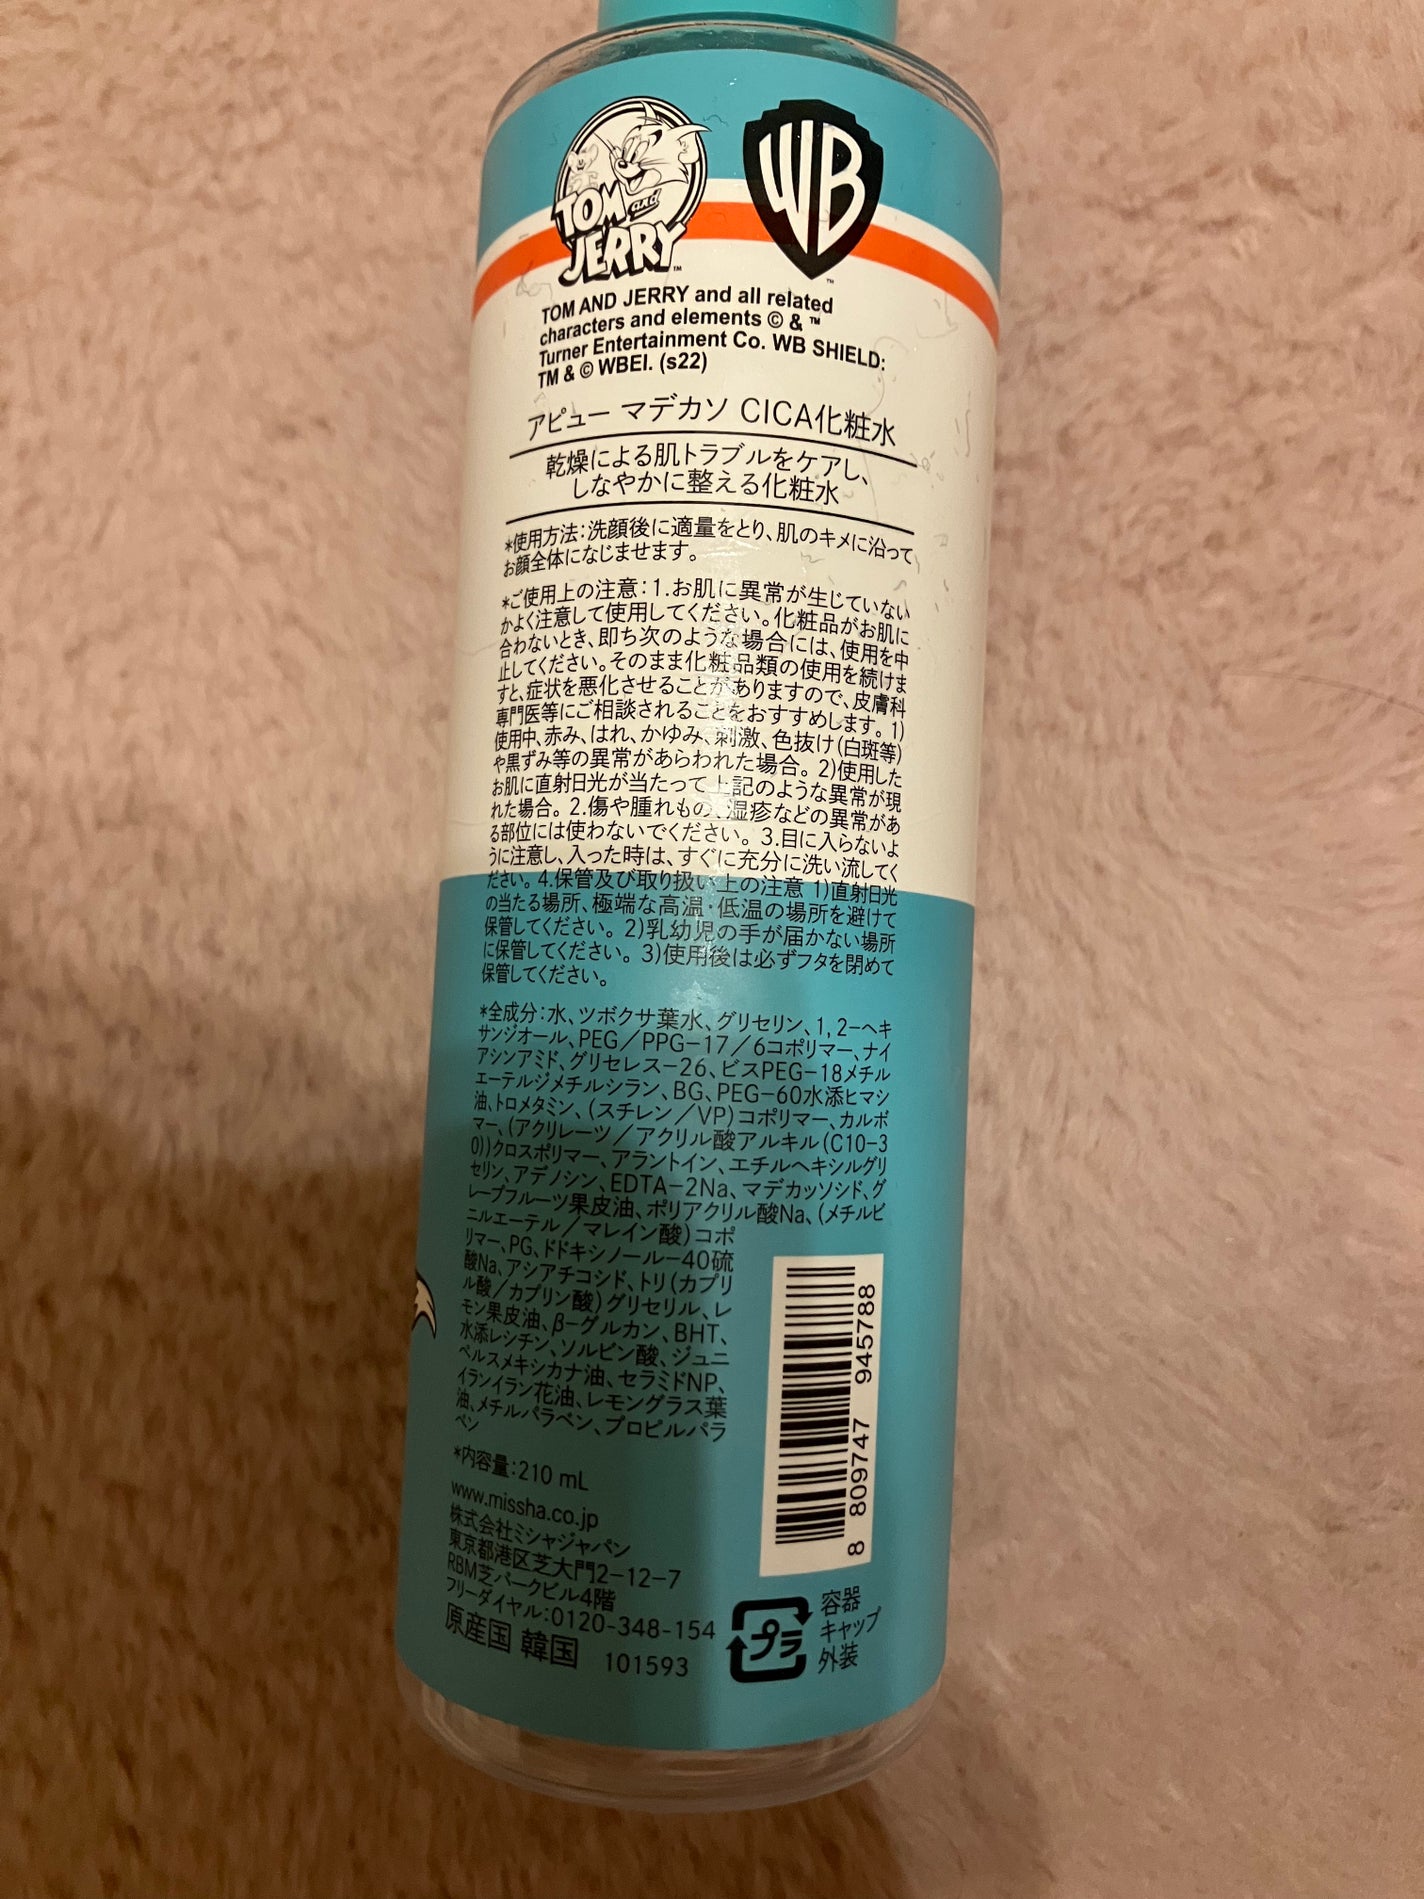 TOM and
JERRY™
WB
™
TOM AND JERRY and all related
characters and elements © & ™
Turner Entertainment Co. WB SHIELD:
TM & © WBEI. (s22)
アピュー マデカソ CICA化粧水
乾燥による肌トラブルをケアし、
しなやかに整える化粧水
*使用方法:洗顔後に適量をとり、肌のキメに沿って
お顔全体になじませます。
*ご使用上の注意:1.お肌に異常が生じていない
かよく注意して使用してください。化粧品がお肌に
合わないとき、即ち次のような場合には、使用を中
止してください。そのまま化粧品類の使用を続けま
すと、症状を悪化させることがありますので、皮膚科
専門医等にご相談されることをおすすめします。1)
使用中、赤み、はれ、かゆみ、刺激、色抜け(白斑等)
や黒ずみ等の異常があらわれた場合。2)使用した
お肌に直射日光が当たって上記のような異常が現
れた場合。2.傷や腫れもの、湿疹などの異常があ
る部位には使わないでください。3.目に入らないよ
うに注意し、入った時は、すぐに充分に洗い流してく
ださい。4.保管及び取り扱い上の注意 1)直射日光
の当たる場所、極端な高温・低温の場所を避けて
保管してください。2)乳幼児の手が届かない場所
に保管してください。3)使用後は必ずフタを閉めて
保管してください。
*全成分:水、ツボクサ葉水、グリセリン、1,2-ヘキ
サンジオール、PEG/PPG-17/6コポリマー、ナイ
アシンアミド、グリセレス-26、ビスPEG-18メチル
エーテルジメチルシラン、BG、PEG-60水添ヒマシ
油、トロメタミン、(スチレン/VP)コポリマー、カルボ
マー、(アクリレーツ/アクリル酸アルキル(C10-3
0))クロスポリマー、アラントイン、エチルヘキシルグリ
セリン、アデノシン、EDTA-2Na、マデカッソシド、グ
レープフルーツ果皮油、ポリアクリル酸Na、(メチルビ
ニルエーテル/マレイン酸)コポ
リマー、PG、ドドキシノール-40硫
酸Na、アシアチコシド、トリ(カプリ
ル酸/カプリン酸)グリセリル、レ
モン果皮油、β-グルカン、BHT、
水添レシチン、ソルビン酸、ジュニ
ペルスメキシカナ油、セラミドNP、
イランイラン花油、レモングラス葉
油、メチルパラベン、プロピルパラ
ベン
*内容量:210 mL
www.missha.co.jp
株式会社ミシャジャパン
東京都港区芝大門2-12-7
RBM芝パークビル4階
フリーダイヤル:0120-348-154
原産国 韓国 101593
8 809747 945788
プラ
容器
キャップ
外装